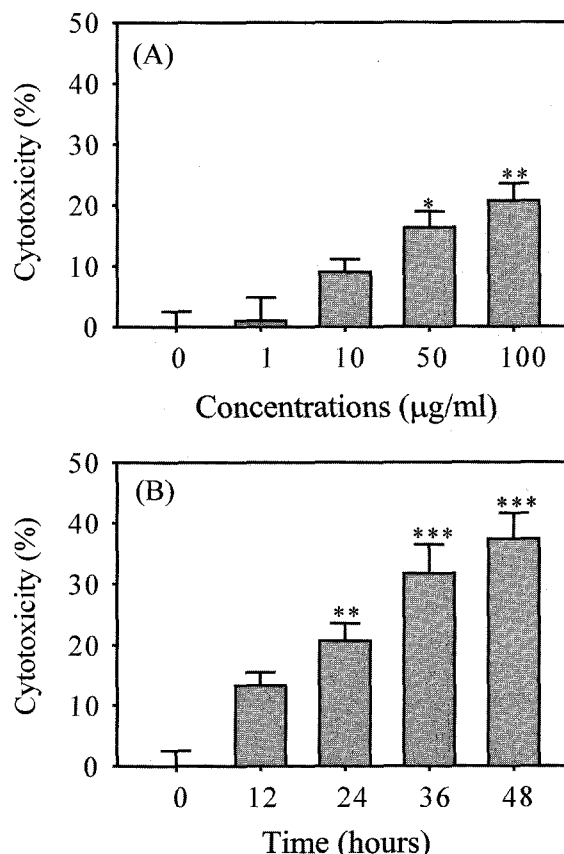 (A)
Cytotoxicity (%)
50
40
30
20
10
0
*
**
0 1 10 50 100
Concentrations (μg/ml)
(B)
Cytotoxicity (%)
50
40
30
20
10
0
**
***
***
0 12 24 36 48
Time (hours)